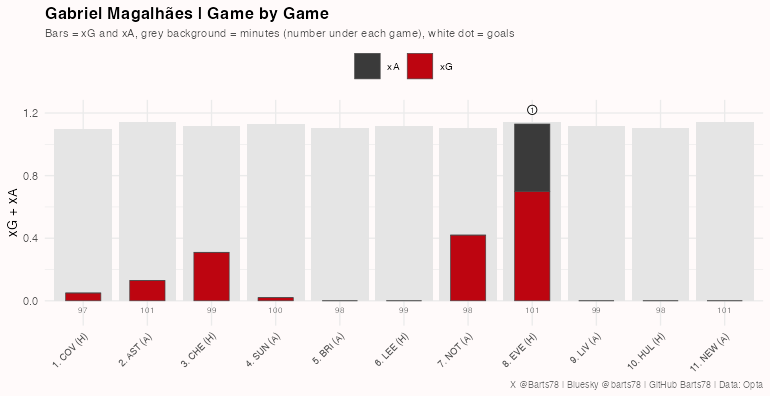 Gabriel Magalhães | Game by Game
Bars = xG and xA, grey background = minutes (number under each game), white dot = goals
xA xG
xG + xA
1.2
0.8
0.4
0.0
1
97 101 99 100 98 99 98 101 99 98 101
1. COV (H)
2. AST (A)
3. CHE (H)
4. SUN (A)
5. BRI (A)
6. LEE (H)
7. NOT (A)
8. EVE (H)
9. LIV (A)
10. HUL (H)
11. NEW (A)
X @Barts78 | Bluesky @barts78 | GitHub Barts78 | Data: Opta